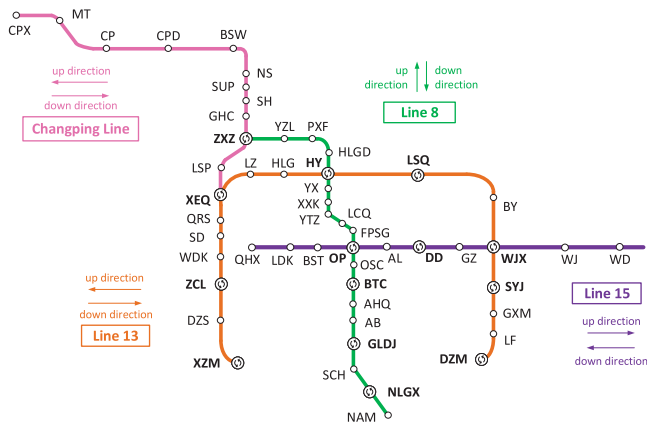 CPX
MT
CP
CPD
BSW
NS
SUP
SH
GHC
ZXZ
YZL
PXF
HLGD
LSP
LZ
HLG
HY
LSQ
XEQ
YX
XXK
YTZ
LCQ
FPSG
BY
QRS
SD
WDK
QHX
LDK
BST
OP
AL
DD
GZ
WJX
WJ
WD
OSC
ZCL
BTC
SYJ
AHQ
AB
GXM
DZS
GLDJ
LF
XZM
SCH
DZM
NLGX
NAM
up direction
down direction
Changping Line
up
direction
down
direction
Line 8
up direction
down direction
Line 13
Line 15
up direction
down direction